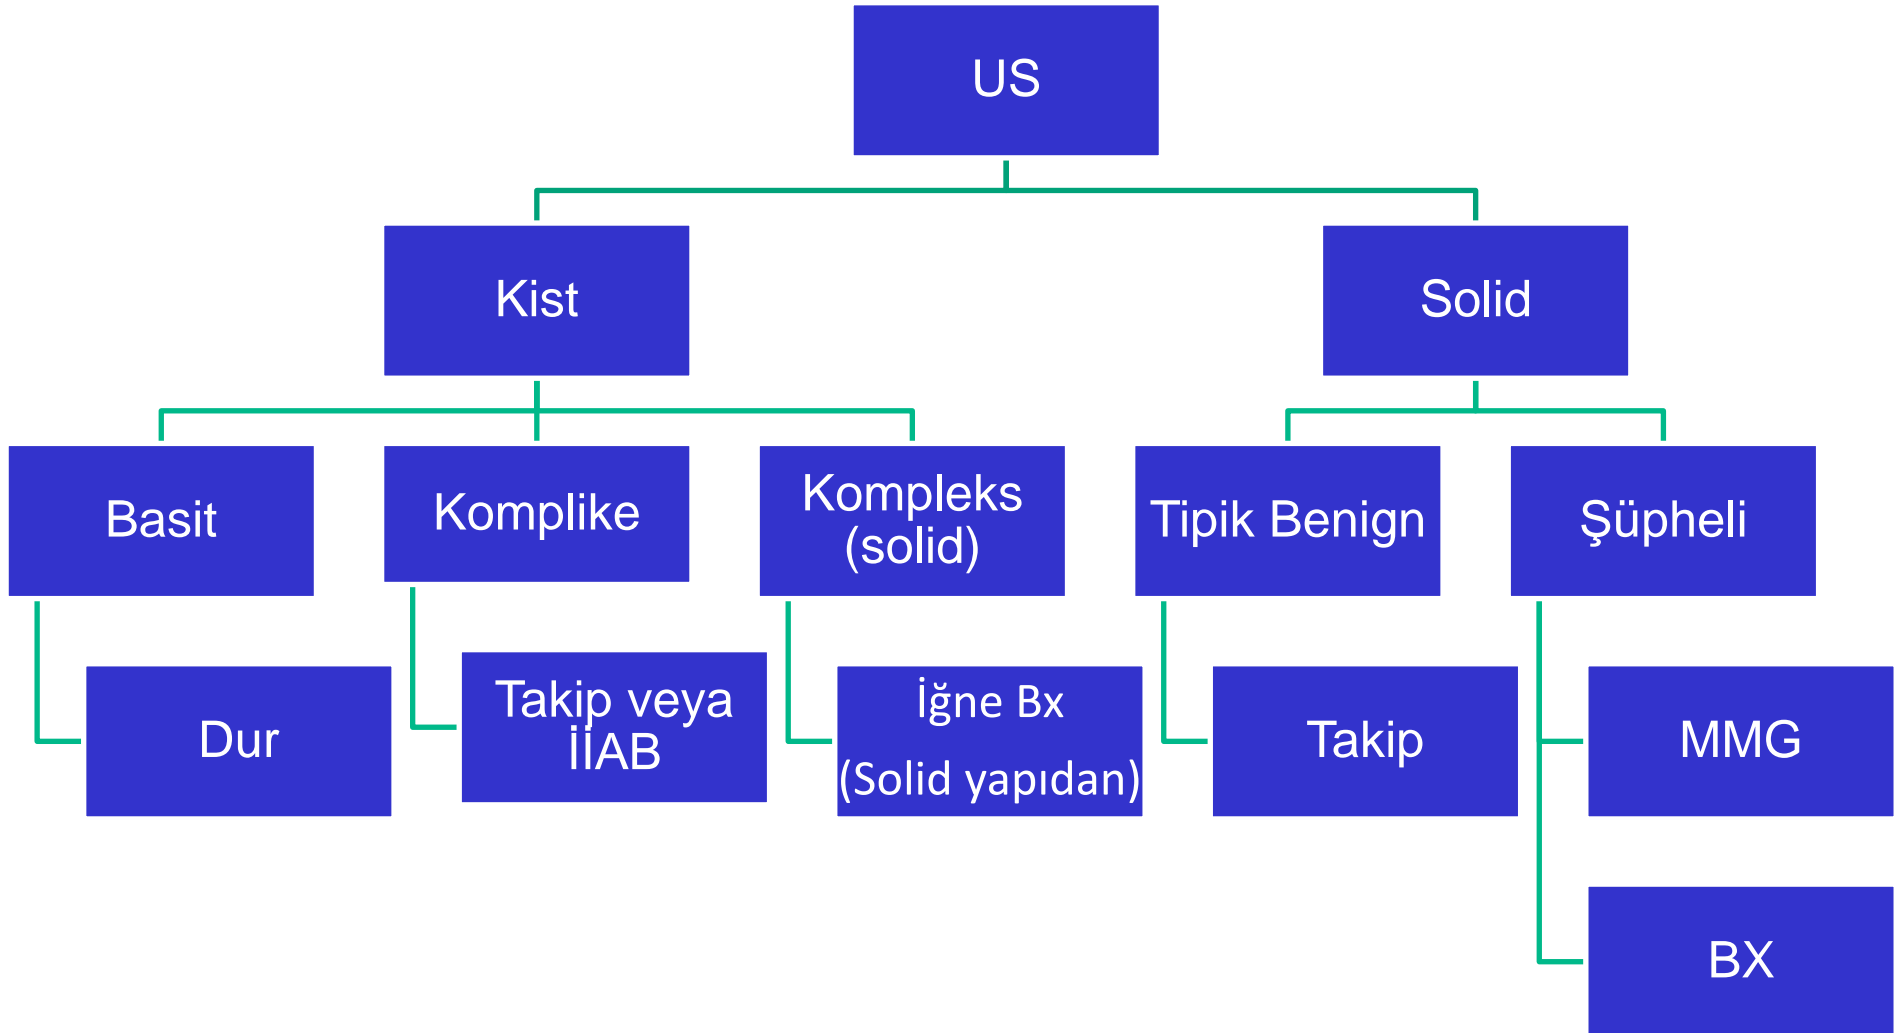 US
Kist
Solid
Basit
Komplike
Kompleks
(solid)
Tipik Benign
Şüpheli
Dur
Takip veya
İİAB
İğne Bx
(Solid yapıdan)
Takip
MMG
BX